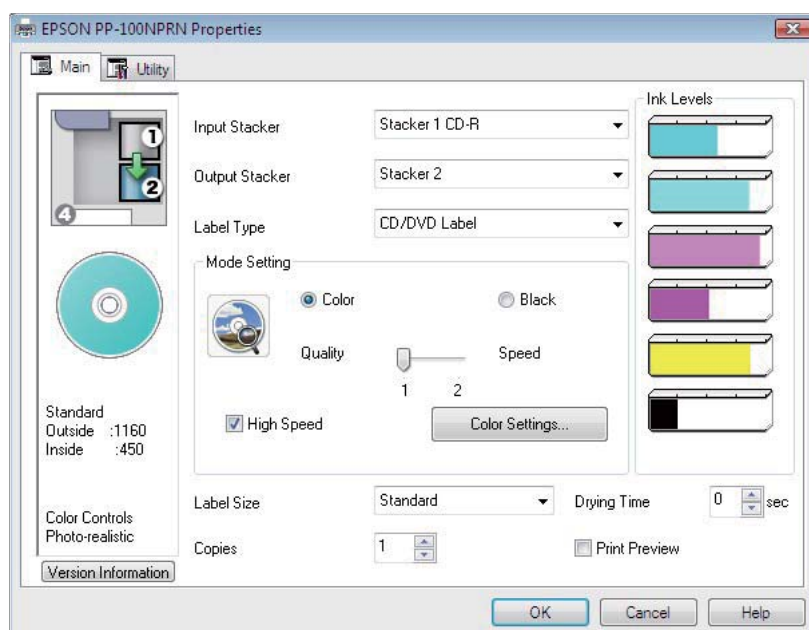 EPSON PP-100NPRN Properties
Main
Utility
1
2
4
Standard
Outside :1160
Inside :450
Color Controls
Photo-realistic
Version Information
Input Stacker Stacker 1 CD-R
Output Stacker Stacker 2
Label Type CD/DVD Label
Mode Setting
Color Black
Quality Speed
1 2
High Speed Color Settings...
Label Size Standard Drying Time 0 sec
Copies 1 Print Preview
Ink Levels
OK Cancel Help